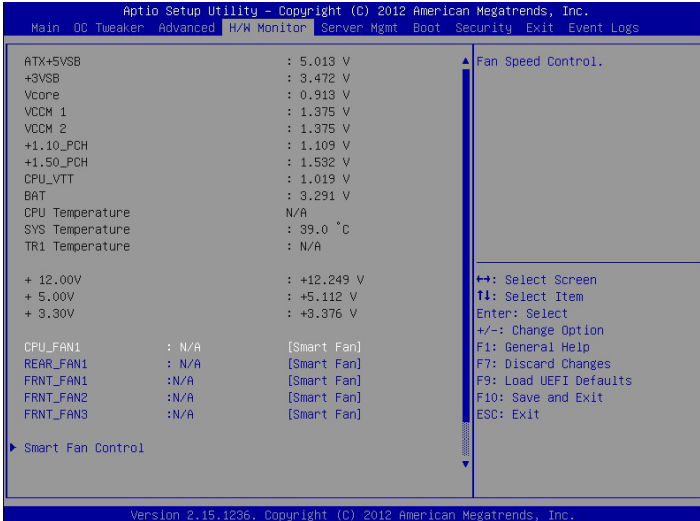 Aptio Setup Utility – Copyright (C) 2012 American Megatrends, Inc.
Main OC Tweaker Advanced H/W Monitor Server Mgmt Boot Security Exit Event Logs
ATX+5VSB : 5.013 V
+3VSB : 3.472 V
Vcore : 0.913 V
VCCM 1 : 1.375 V
VCCM 2 : 1.375 V
+1.10_PCH : 1.109 V
+1.50_PCH : 1.532 V
CPU_VTT : 1.019 V
BAT : 3.291 V
CPU Temperature N/A
SYS Temperature : 39.0 °C
TR1 Temperature : N/A
+ 12.00V : +12.249 V
+ 5.00V : +5.112 V
+ 3.30V : +3.376 V
CPU_FAN1 : N/A [Smart Fan]
REAR_FAN1 : N/A [Smart Fan]
FRNT_FAN1 :N/A [Smart Fan]
FRNT_FAN2 :N/A [Smart Fan]
FRNT_FAN3 :N/A [Smart Fan]
Smart Fan Control
Fan Speed Control.
↔: Select Screen
↑↓: Select Item
Enter: Select
+/-: Change Option
F1: General Help
F7: Discard Changes
F9: Load UEFI Defaults
F10: Save and Exit
ESC: Exit
Version 2.15.1236. Copyright (C) 2012 American Megatrends, Inc.